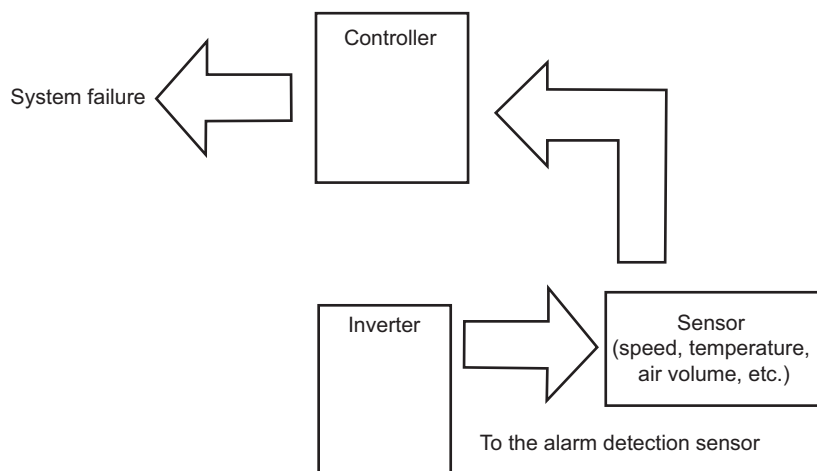 Controller
System failure
Inverter
Sensor
(speed, temperature,
air volume, etc.)
To the alarm detection sensor